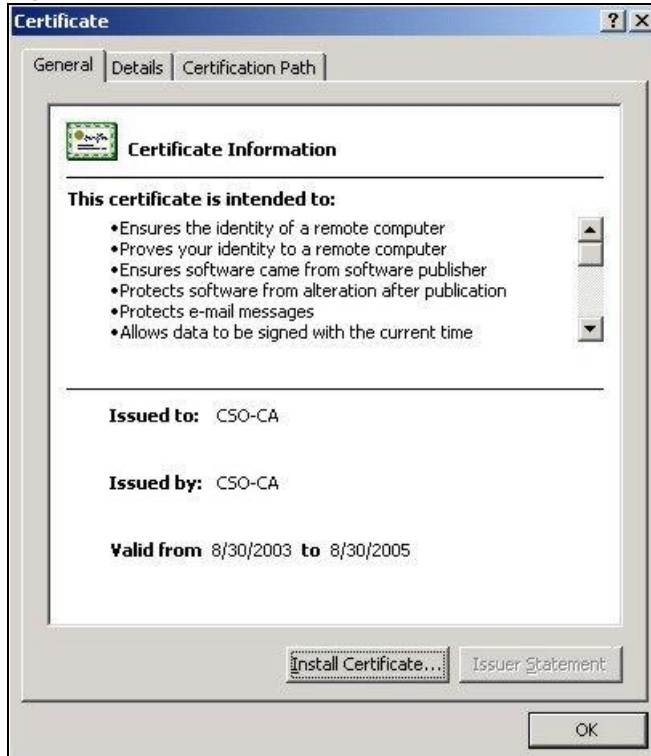 Certificate
? X
General Details Certification Path
Certificate Information
This certificate is intended to:
•Ensures the identity of a remote computer
•Proves your identity to a remote computer
•Ensures software came from software publisher
•Protects software from alteration after publication
•Protects e-mail messages
•Allows data to be signed with the current time
Issued to: CSO-CA
Issued by: CSO-CA
Valid from 8/30/2003 to 8/30/2005
Install Certificate... Issuer Statement
OK